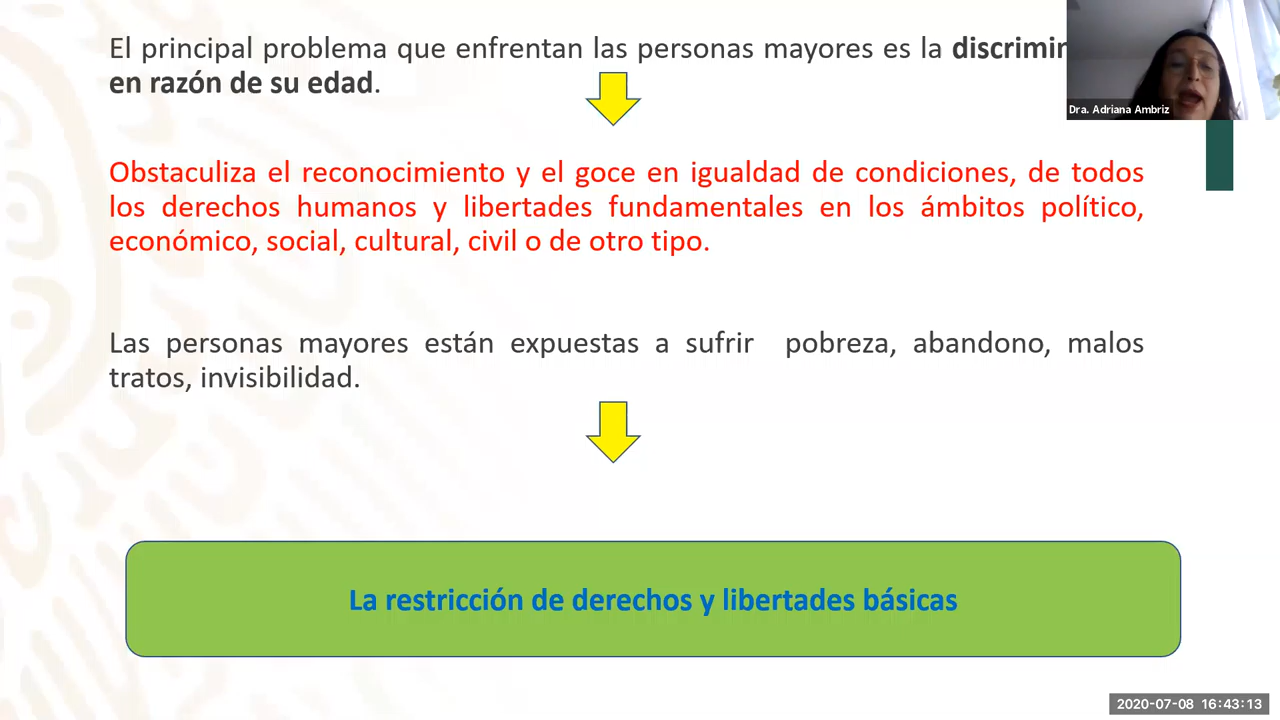 El principal problema que enfrentan las personas mayores es la
en razón de su edad.
Obstaculiza el reconocimiento y el goce en igualdad de condiciones, de todos
los derechos humanos y libertades fundamentales en los ámbitos político,
económico, social, cultural, civil o de otro tipo.
Las personas mayores están expuestas a sufrir pobreza, abandono, malos
tratos, invisibilidad.
La restricción de derechos y libertades básicas
Dra. Adriana Ambriz
2020-07-08 16:43:13